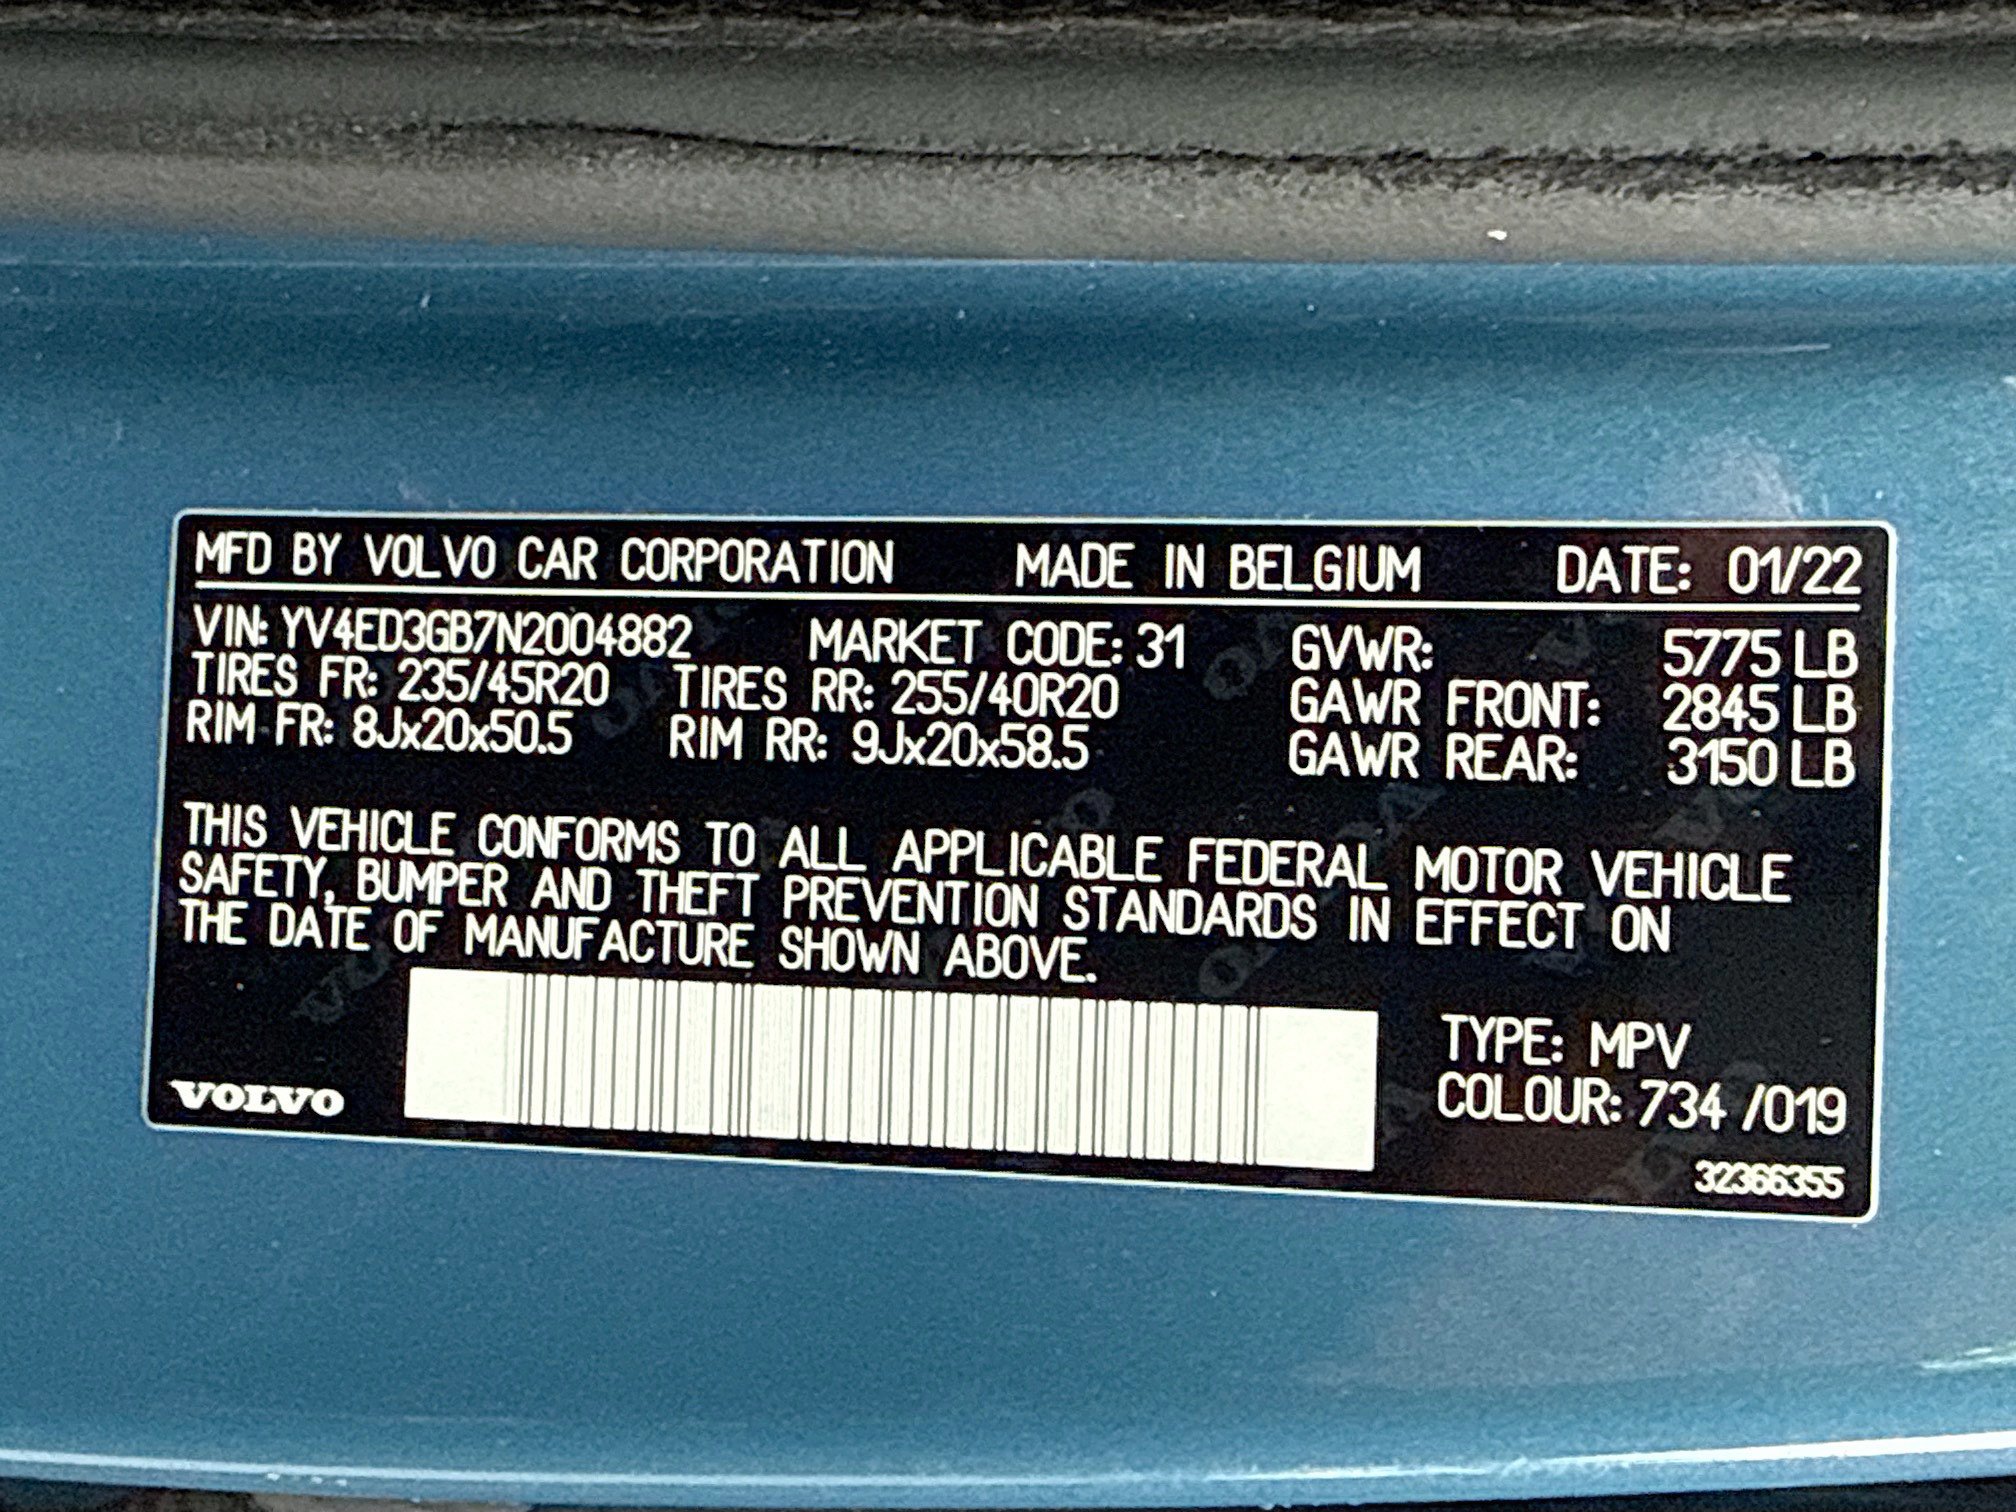 MFD BY VOLVO CAR CORPORATION MADE IN BELGIUM DATE: 01/22
VIN: YV4ED3GB7N2004882 MARKET CODE: 31 GVWR: 5775 LB
TIRES FR: 235/45R20 TIRES RR: 255/40R20 GAWR FRONT: 2845 LB
RIM FR: 8Jx20x50.5 RIM RR: 9Jx20x58.5 GAWR REAR: 3150 LB
THIS VEHICLE CONFORMS TO ALL APPLICABLE FEDERAL MOTOR VEHICLE
SAFETY, BUMPER AND THEFT PREVENTION STANDARDS IN EFFECT ON
THE DATE OF MANUFACTURE SHOWN ABOVE.
TYPE: MPV
VOLVO COLOUR: 734 /019
32366355